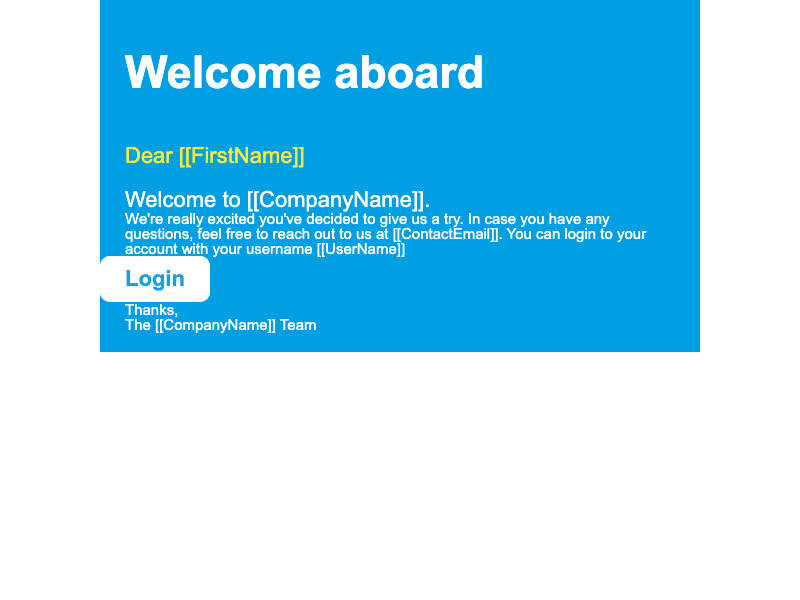 Welcome aboard
Dear [[FirstName]]
Welcome to [[CompanyName]].
We're really excited you've decided to give us a try. In case you have any
questions, feel free to reach out to us at [[ContactEmail]]. You can login to your
account with your username [[UserName]]
Login
Thanks,
The [[CompanyName]] Team